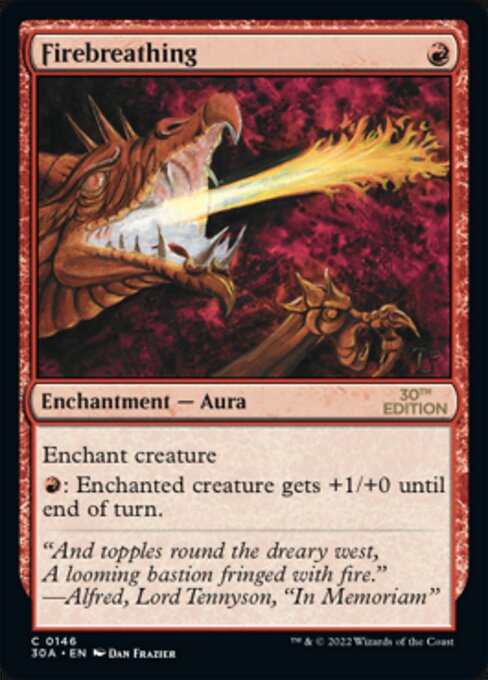 Firebreathing
Enchantment — Aura
30TH
EDITION
Enchant creature
: Enchanted creature gets +1/+0 until
end of turn.
“And topples round the dreary west,
A looming bastion fringed with fire.”
—Alfred, Lord Tennyson, “In Memoriam”
C 0146
30A • EN Dan Frazier
™ & © 2022 Wizards of the Coast